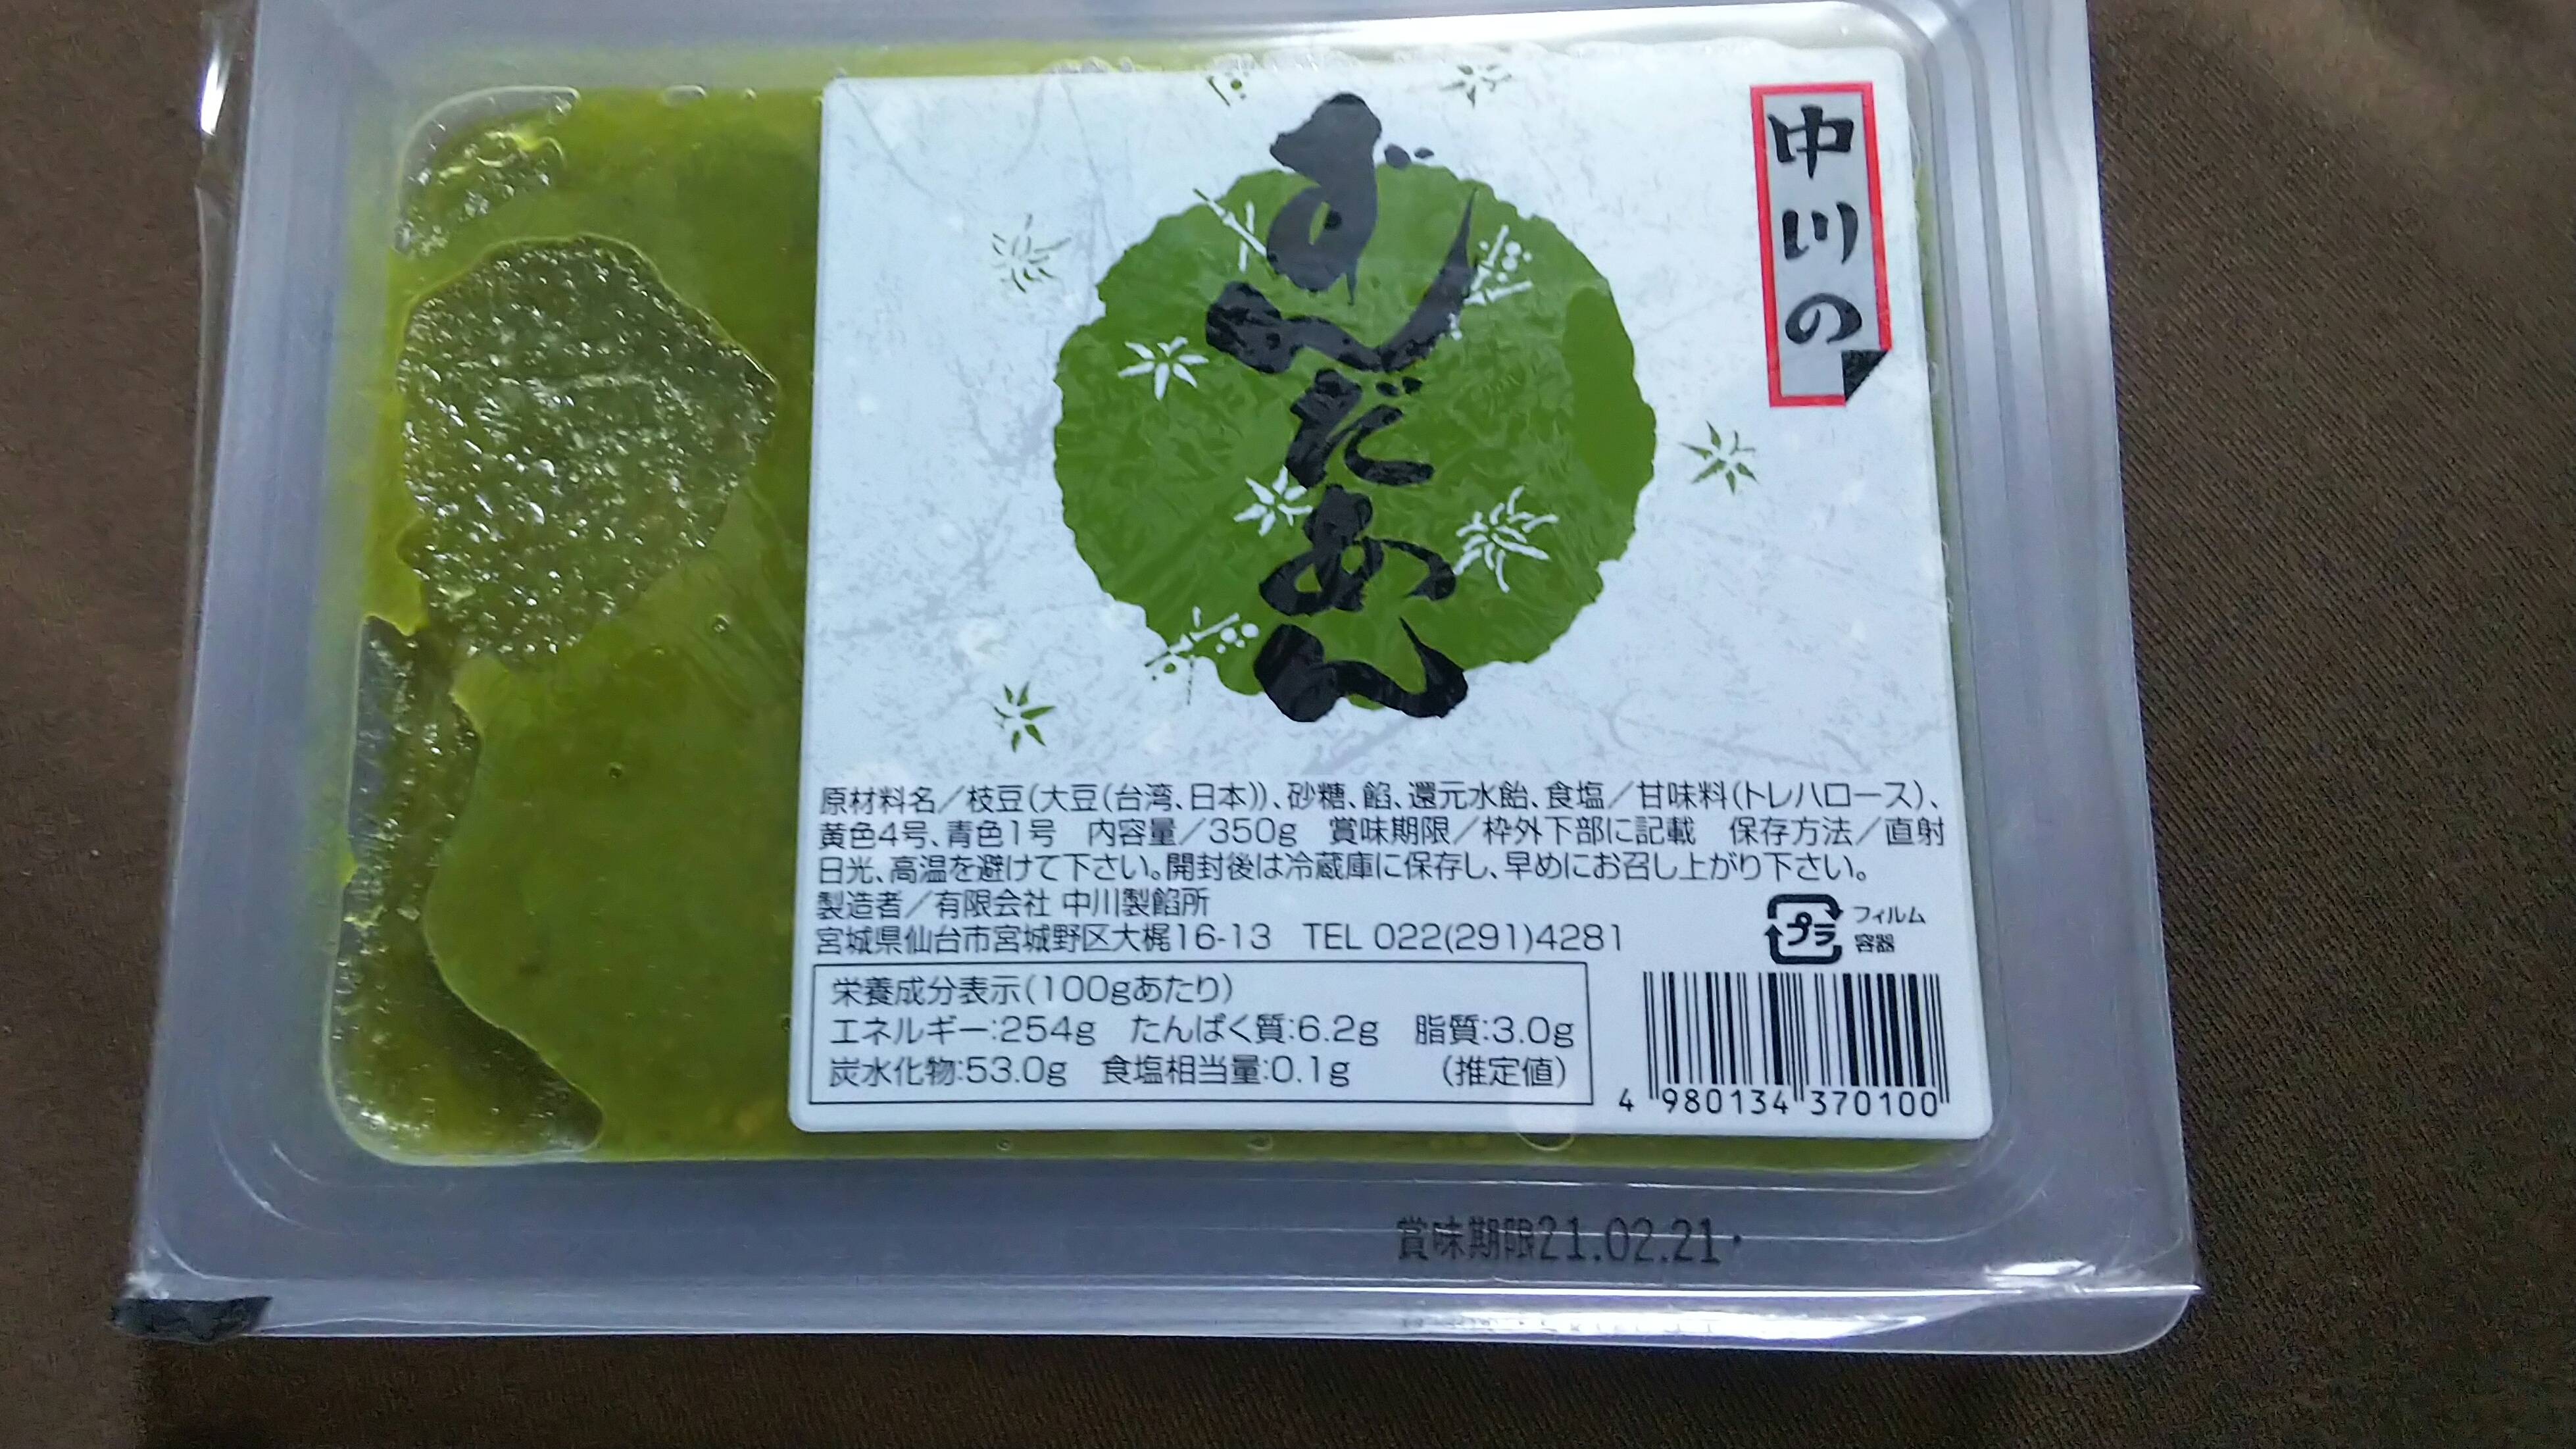 中川の
ずんだあん
原材料名／枝豆(大豆(台湾、日本))、砂糖、餡、還元水飴、食塩／甘味料(トレハロース)、
黄色4号、青色1号　内容量／350g　賞味期限／枠外下部に記載　保存方法／直射
日光、高温を避けて下さい。開封後は冷蔵庫に保存し、早めにお召し上がり下さい。
製造者／有限会社 中川製餡所
宮城県仙台市宮城野区大梶16-13　TEL 022(291)4281
プラ
フィルム
容器
栄養成分表示(100gあたり)
エネルギー:254g　たんぱく質:6.2g　脂質:3.0g
炭水化物:53.0g　食塩相当量:0.1g　(推定値)
4 980134 370100
賞味期限21.02.21